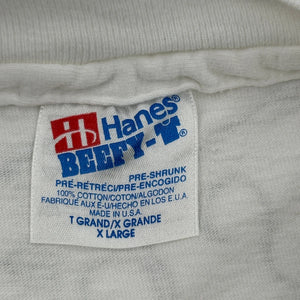 Hanes®
BEEFY-T®
PRE-SHRUNK
PRÉ-RÉTRÉCI/PRE-ENCOGIDO
100% COTTON/COTON/ALGODON
FABRIQUÉ AUX É-U/HECHO EN LOS E.U.A.
MADE IN U.S.A.
T GRAND/X GRANDE
X LARGE